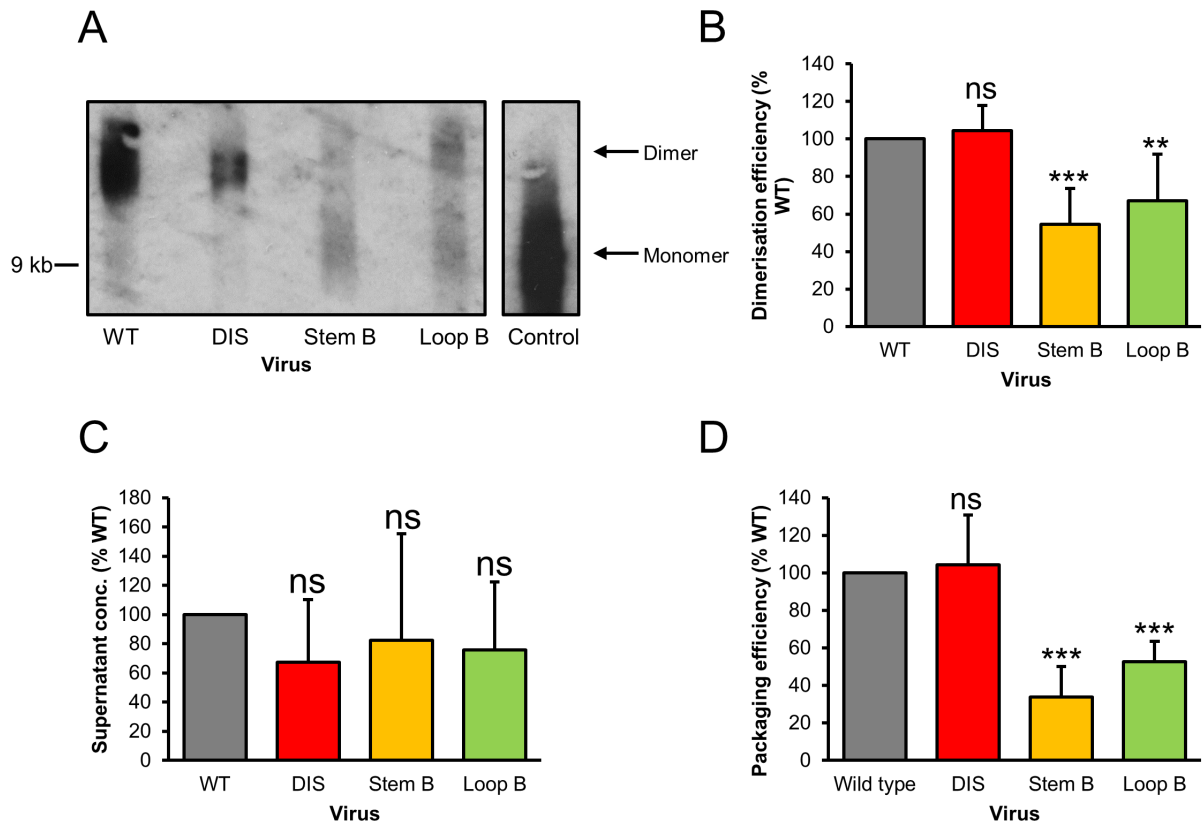 A
Dimer
Monomer
9 kb
WT DIS Stem B Loop B Control
Virus
B
Dimerisation efficiency (%
WT)
140
120
100
80
60
40
20
0
ns
***
**
WT DIS Stem B Loop B
Virus
C
Supernatant conc. (% WT)
180
160
140
120
100
80
60
40
20
0
ns
ns
ns
WT DIS Stem B Loop B
Virus
D
Packaging efficiency (% WT)
140
120
100
80
60
40
20
0
ns
***
***
Wild type DIS Stem B Loop B
Virus